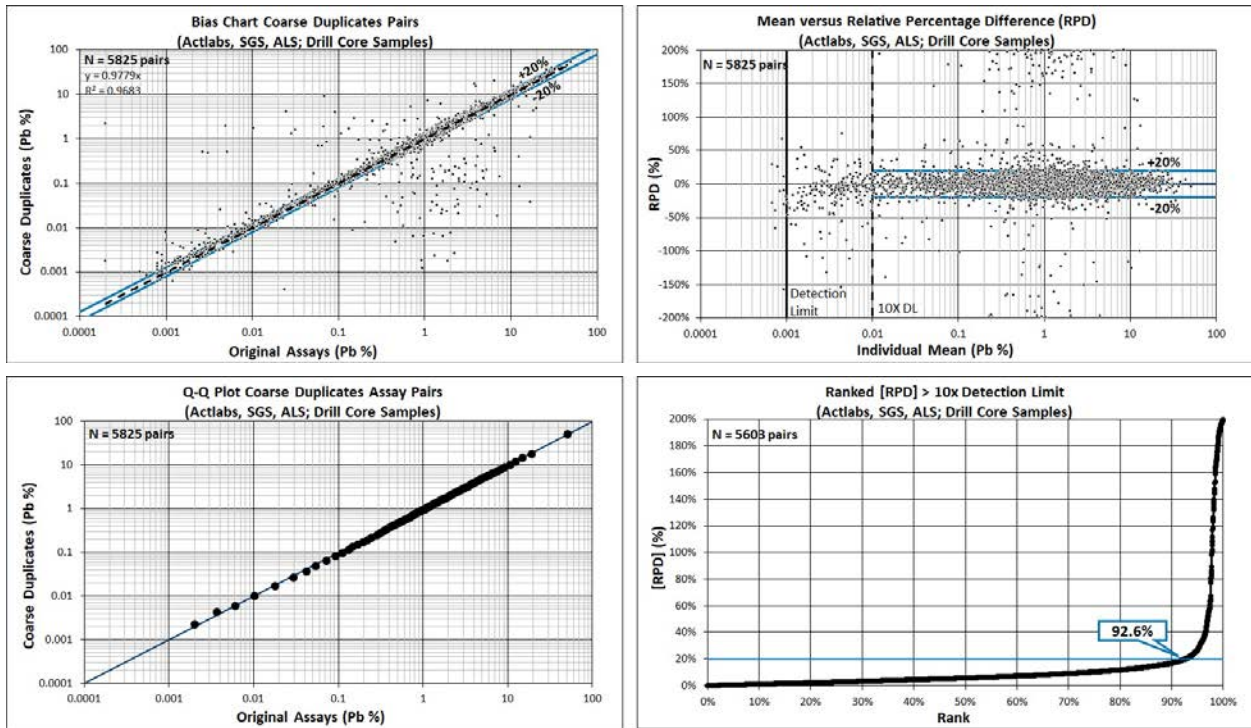 Bias Chart Coarse Duplicates Pairs
(Actlabs, SGS, ALS; Drill Core Samples)
N = 5825 pairs
y = 0.9779x
R² = 0.9683
+20%
-20%
100
10
1
0.1
0.01
0.001
0.0001
Coarse Duplicates (Pb %)
0.0001 0.001 0.01 0.1 1 10 100
Original Assays (Pb %)
Mean versus Relative Percentage Difference (RPD)
(Actlabs, SGS, ALS; Drill Core Samples)
N = 5825 pairs
200%
150%
100%
50%
0%
-50%
-100%
-150%
-200%
RPD (%)
+20%
-20%
Detection
Limit
10X DL
0.0001 0.001 0.01 0.1 1 10 100
Individual Mean (Pb %)
Q-Q Plot Coarse Duplicates Assay Pairs
(Actlabs, SGS, ALS; Drill Core Samples)
N = 5825 pairs
100
10
1
0.1
0.01
0.001
0.0001
Coarse Duplicates (Pb %)
0.0001 0.001 0.01 0.1 1 10 100
Original Assays (Pb %)
Ranked [RPD] > 10x Detection Limit
(Actlabs, SGS, ALS; Drill Core Samples)
N = 5603 pairs
200%
180%
160%
140%
120%
100%
80%
60%
40%
20%
0%
[RPD] (%)
92.6%
0% 10% 20% 30% 40% 50% 60% 70% 80% 90% 100%
Rank